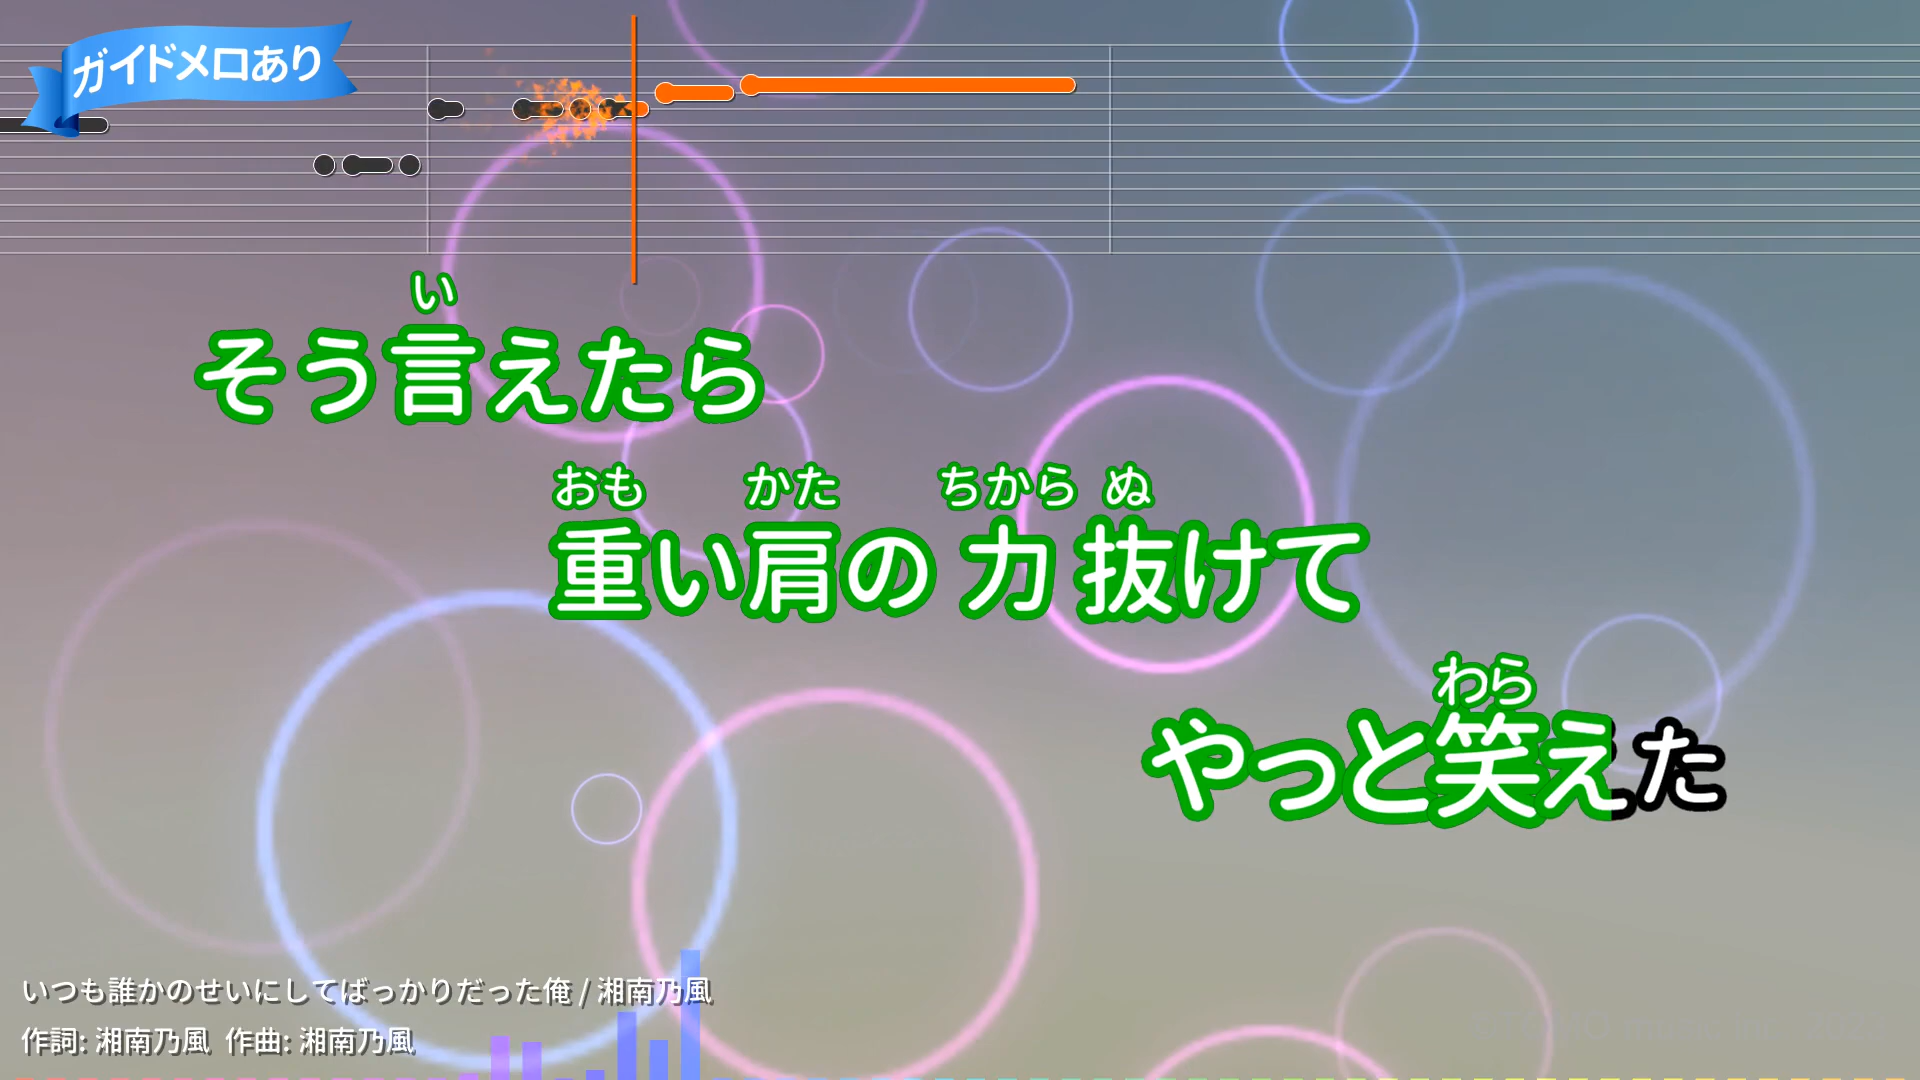 ガイドメロあり
い
そう言えたら
おも かた ちから ぬ
重い肩の力抜けて
わら
やっと笑えた
いつも誰かのせいにしてばっかりだった俺 / 湘南乃風
作詞: 湘南乃風 作曲: 湘南乃風